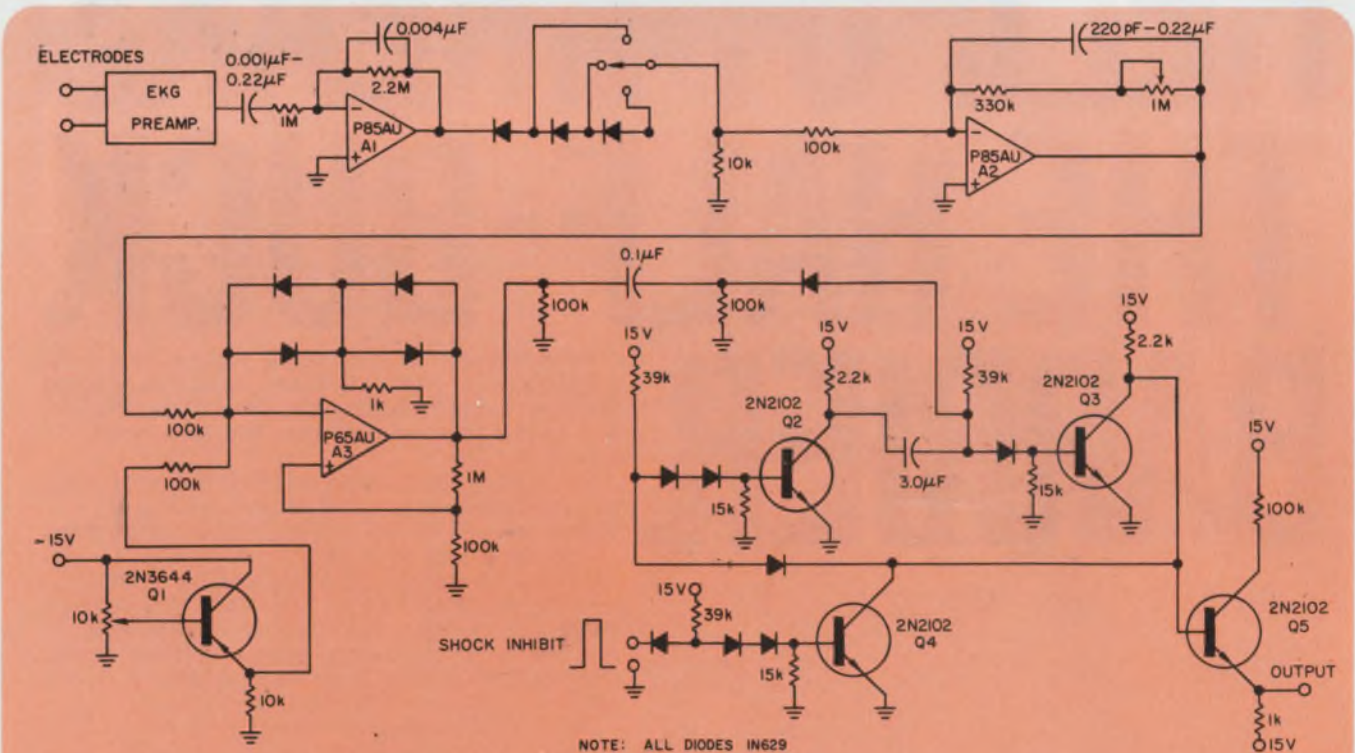 ELECTRODES
EKG
PREAMP.
0.001µF–
0.22µF
1M
0.004µF
2.2M
P85AU
A1
10k
100k
220 pF – 0.22µF
330k
1M
P85AU
A2
100k
100k
1k
P65AU
A3
1M
100k
100k
0.1µF
100k
15V
39k
15V
2.2k
2N2102
Q2
15k
3.0µF
15V
39k
15V
2.2k
2N2102
Q3
15k
15V
100k
2N2102
Q5
OUTPUT
1k
15V
–15V
2N3644
Q1
10k
10k
SHOCK INHIBIT
15V
39k
15k
2N2102
Q4
NOTE: ALL DIODES IN629